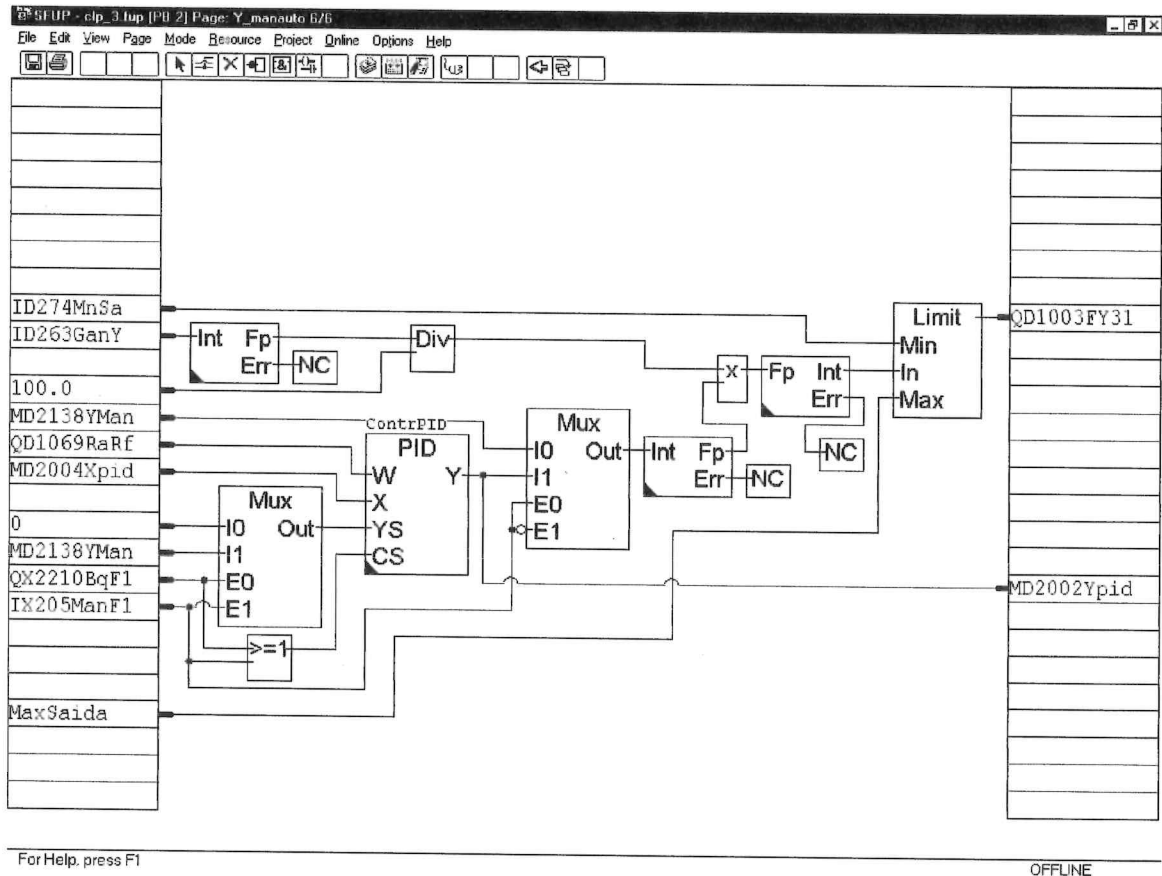 SFUP - clp_3.fup [PB 2] Page: Y_manauto 6/6
File Edit View Page Mode Resource Project Online Options Help
ID274MnSa
ID263GanY
100.0
MD2138YMan
QD1069RaRf
MD2004Xpid
0
MD2138YMan
QX2210BqF1
IX205ManF1
MaxSaida
Int Fp
Err NC
Div
Mux
I0 Out
I1
E0
E1
>=1
ContrPID
PID
W Y
X
YS
CS
Mux
I0
Out
I1
E0
E1
Int Fp
Err NC
x
Fp Int
Err
NC
Limit
Min
In
Max
QD1003FY31
MD2002Ypid
For Help, press F1
OFFLINE